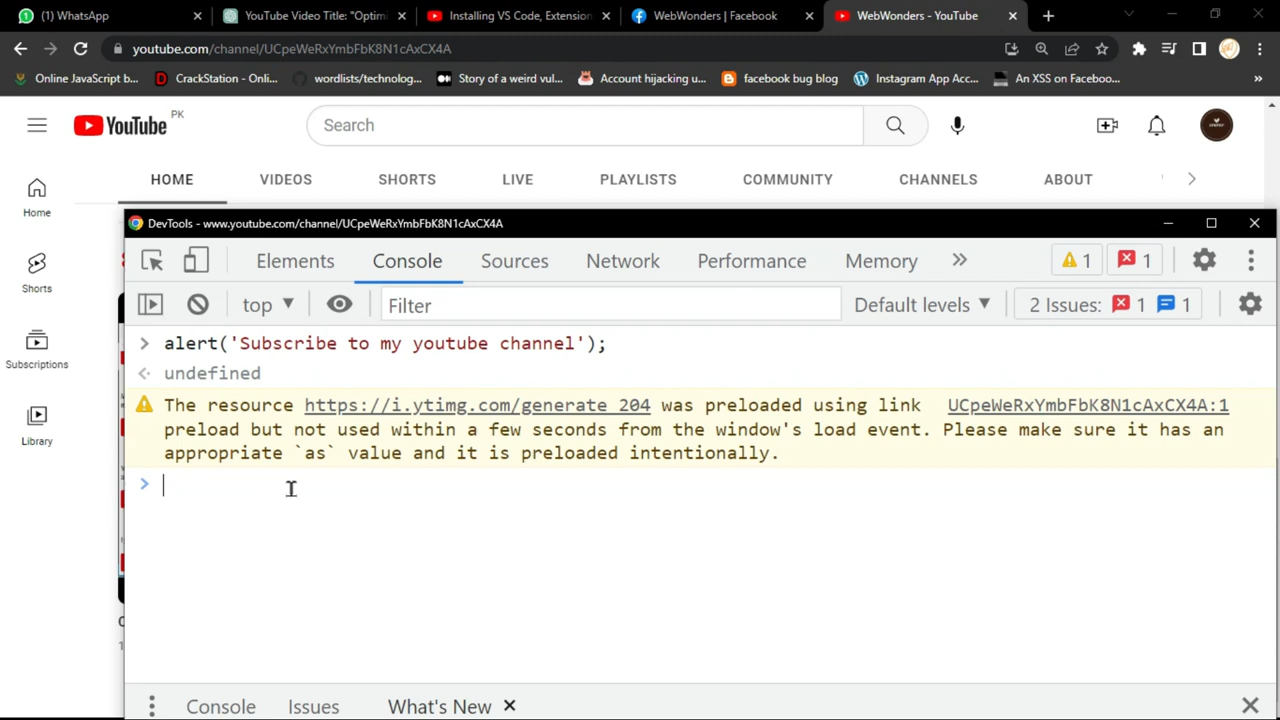 (1) WhatsApp
YouTube Video Title: "Optimi
Installing VS Code, Extension
WebWonders | Facebook
WebWonders - YouTube
youtube.com/channel/UCpeWeRxYmbFbK8N1cAxCX4A
Online JavaScript b...
CrackStation - Onli...
wordlists/technolog...
Story of a weird vul...
Account hijacking u...
facebook bug blog
Instagram App Acc...
An XSS on Faceboo...
YouTube PK
Search
HOME VIDEOS SHORTS LIVE PLAYLISTS COMMUNITY CHANNELS ABOUT
Home
Shorts
Subscriptions
Library
DevTools - www.youtube.com/channel/UCpeWeRxYmbFbK8N1cAxCX4A
Elements Console Sources Network Performance Memory » 1 1
top Filter Default levels 2 Issues: 1 1
> alert('Subscribe to my youtube channel');
undefined
The resource https://i.ytimg.com/generate_204 was preloaded using link UCpeWeRxYmbFbK8N1cAxCX4A:1
preload but not used within a few seconds from the window's load event. Please make sure it has an
appropriate `as` value and it is preloaded intentionally.
>
Console Issues What's New